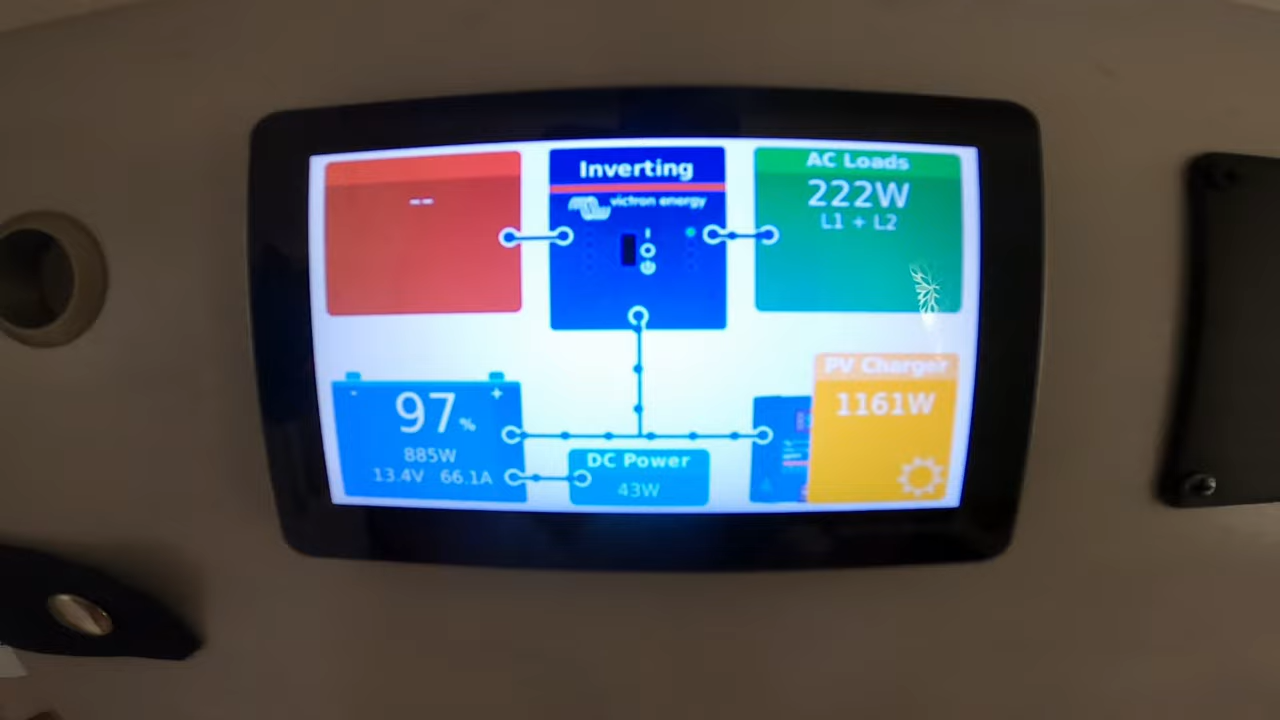 --
Inverting
victron energy
AC Loads
222W
L1 + L2
- +
97%
885W
13.4V 66.1A
DC Power
43W
PV Charger
1161W